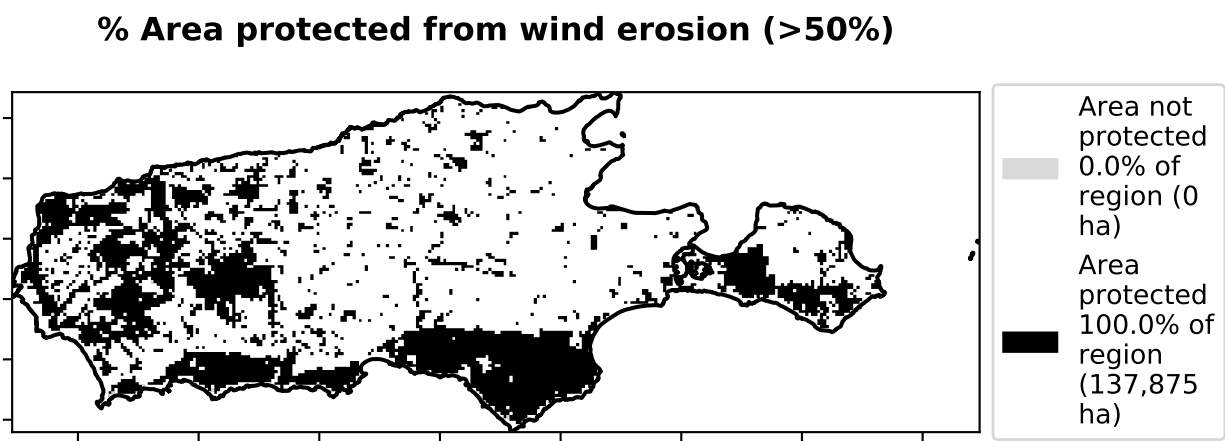 % Area protected from wind erosion (>50%)
Area not
protected
0.0% of
region (0
ha)
Area
protected
100.0% of
region
(137,875
ha)